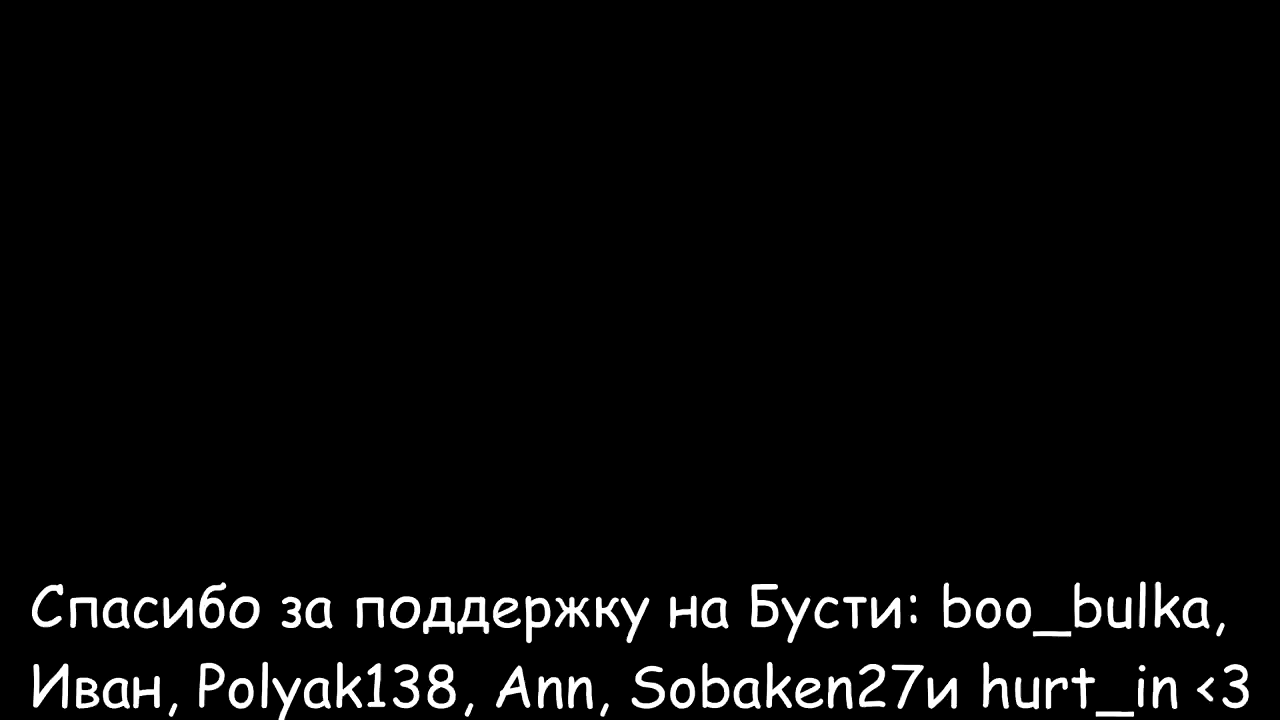 Спасибо за поддержку на Бусти: boo_bulka,
Иван, Polyak138, Ann, Sobaken27и hurt_in <3